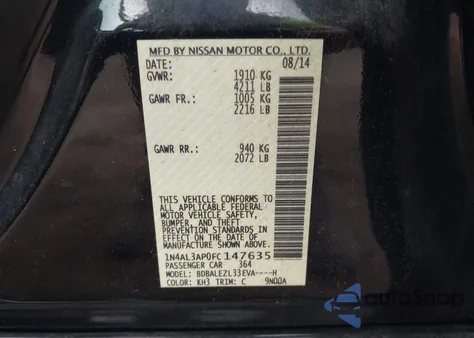 MFD BY NISSAN MOTOR CO., LTD.
DATE: 08/14
GVWR: 1910 KG
4211 LB
GAWR FR.: 1005 KG
2216 LB
GAWR RR.: 940 KG
2072 LB
THIS VEHICLE CONFORMS TO
ALL APPLICABLE FEDERAL
MOTOR VEHICLE SAFETY,
BUMPER, AND THEFT
PREVENTION STANDARDS
IN EFFECT ON THE DATE OF
MANUFACTURE SHOWN ABOVE.
1N4AL3AP0FC147635
PASSENGER CAR 364
MODEL: BDBALEZL33EVA----H
COLOR: KH3 TRIM: C 9N00A
AutoSnap